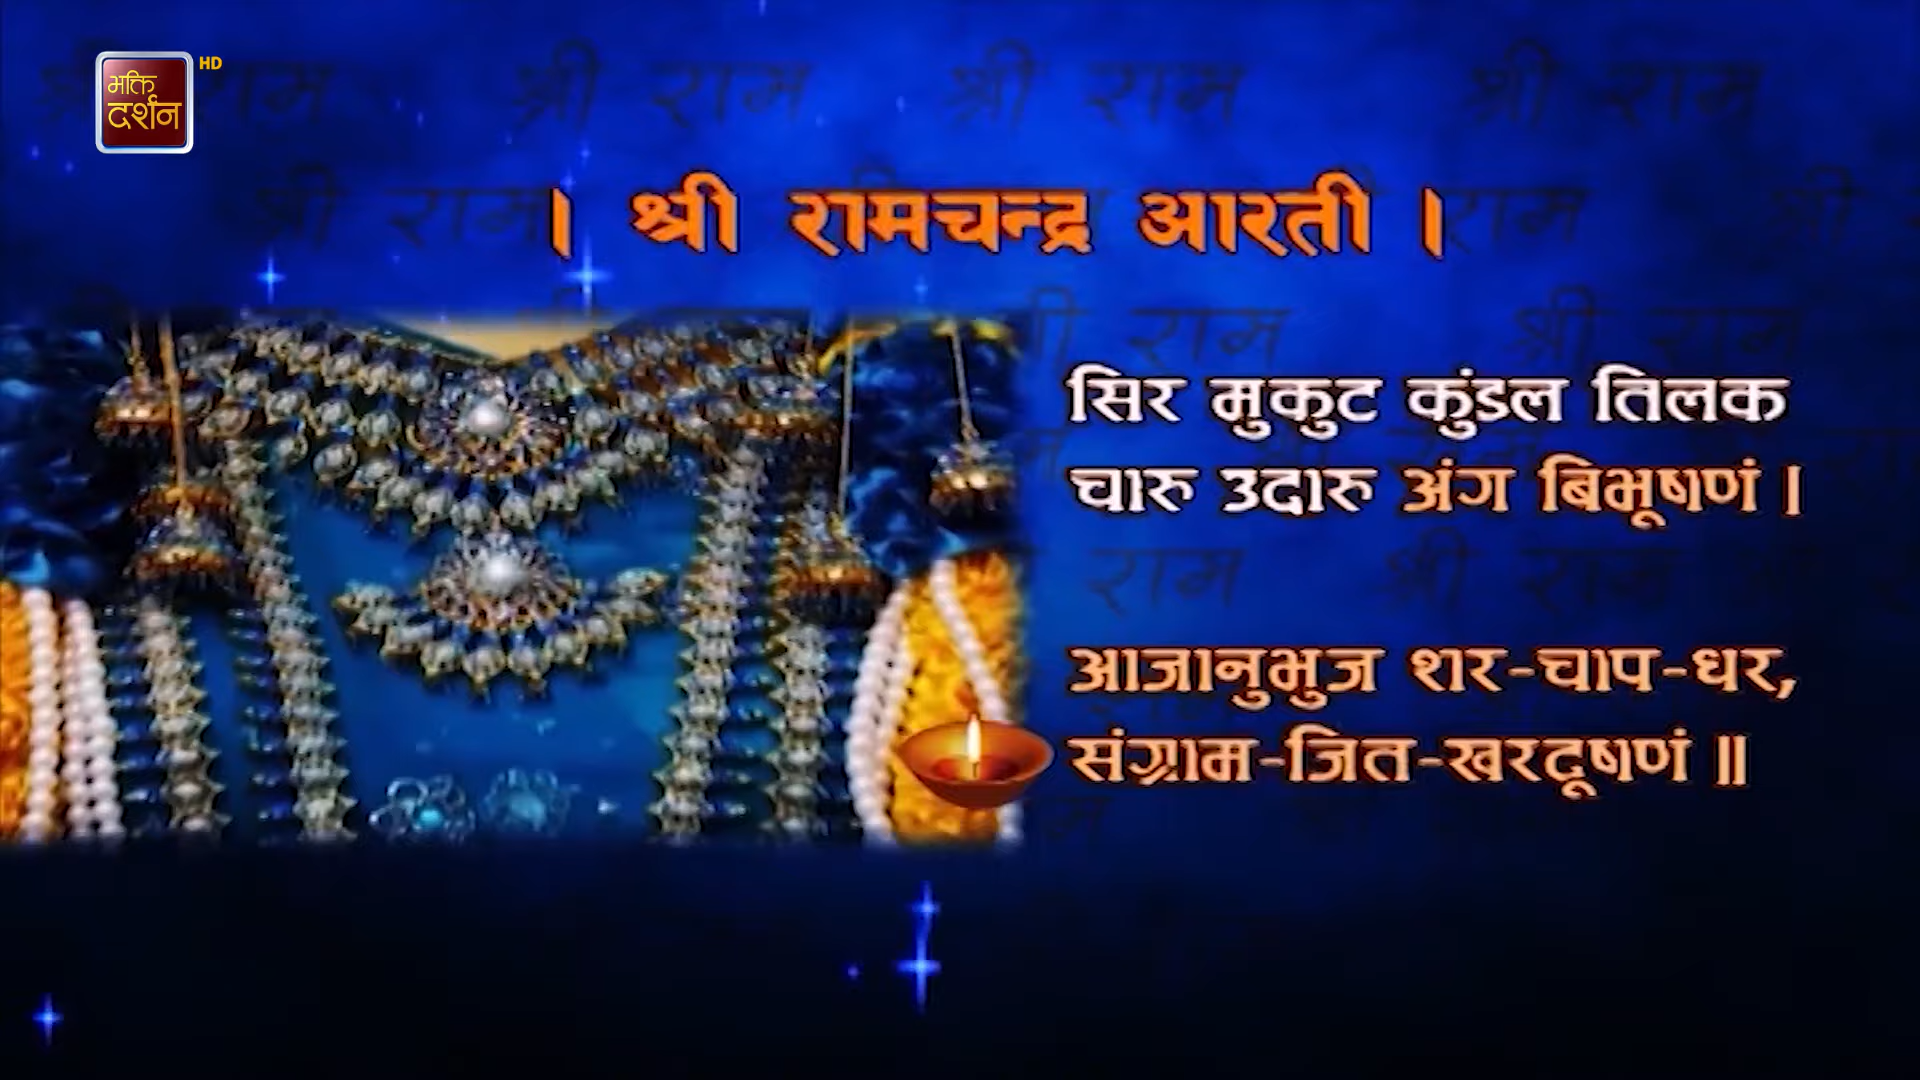 भक्ति
दर्शन
HD
। श्री रामचन्द्र आरती ।
सिर मुकुट कुंडल तिलक
चारु उदारु अंग बिभूषणं ।
आजानुभुज शर-चाप-धर,
संग्राम-जित-खरदूषणं ॥
श्री राम श्री राम श्री राम श्री राम